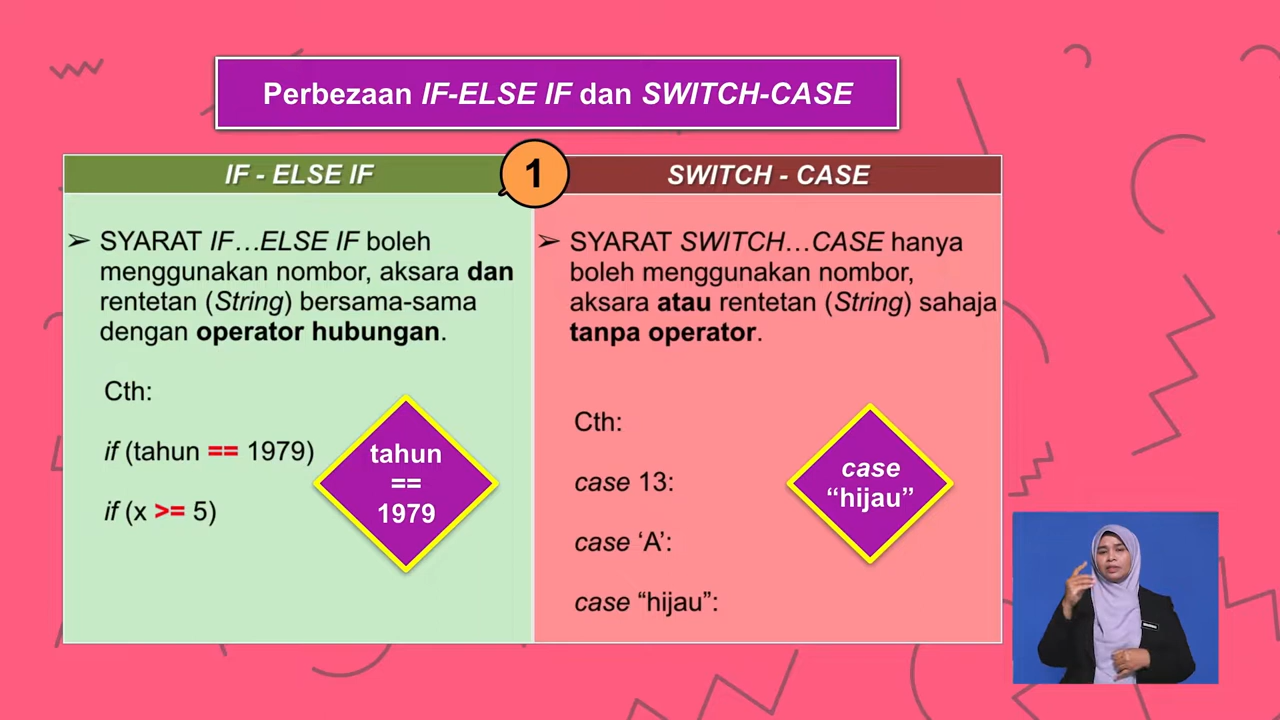 Perbezaan IF-ELSE IF dan SWITCH-CASE
1
IF - ELSE IF
➢ SYARAT IF…ELSE IF boleh
menggunakan nombor, aksara dan
rentetan (String) bersama-sama
dengan operator hubungan.
Cth:
if (tahun == 1979)
if (x >= 5)
tahun
==
1979
SWITCH - CASE
➢ SYARAT SWITCH…CASE hanya
boleh menggunakan nombor,
aksara atau rentetan (String) sahaja
tanpa operator.
Cth:
case 13:
case ‘A’:
case “hijau”:
case
“hijau”